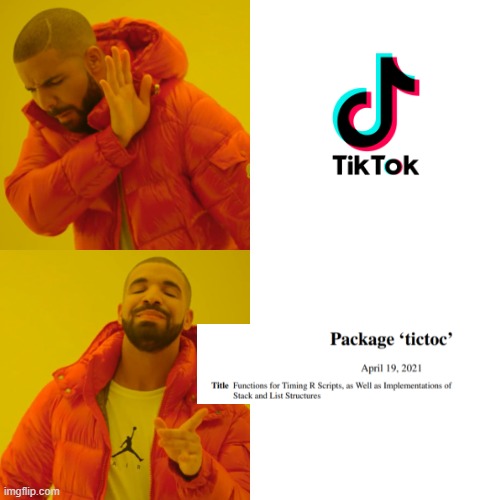 TikTok
Package ‘tictoc’
April 19, 2021
Title Functions for Timing R Scripts, as Well as Implementations of
Stack and List Structures
AIR
imgflip.com